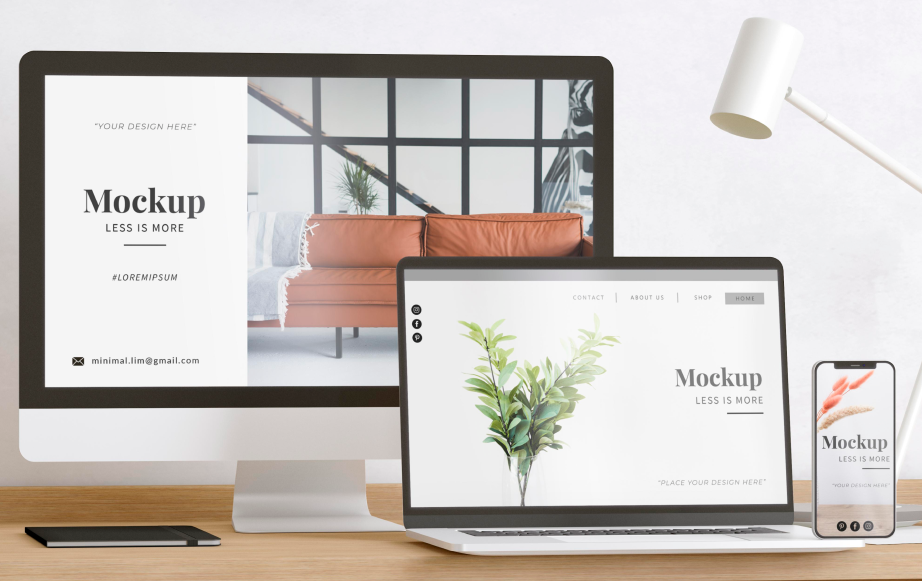 “YOUR DESIGN HERE”
Mockup
LESS IS MORE
#LOREMIPSUM
minimal.lim@gmail.com
CONTACT | ABOUT US | SHOP HOME
Mockup
LESS IS MORE
“PLACE YOUR DESIGN HERE”
Mockup
LESS IS MORE
“YOUR DESIGN HERE”